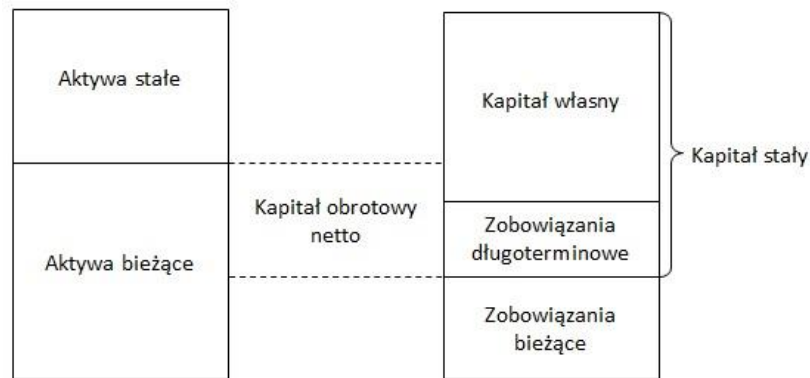 Aktywa stałe
Aktywa bieżące
Kapitał obrotowy
netto
Kapitał własny
Zobowiązania
długoterminowe
Zobowiązania
bieżące
Kapitał stały